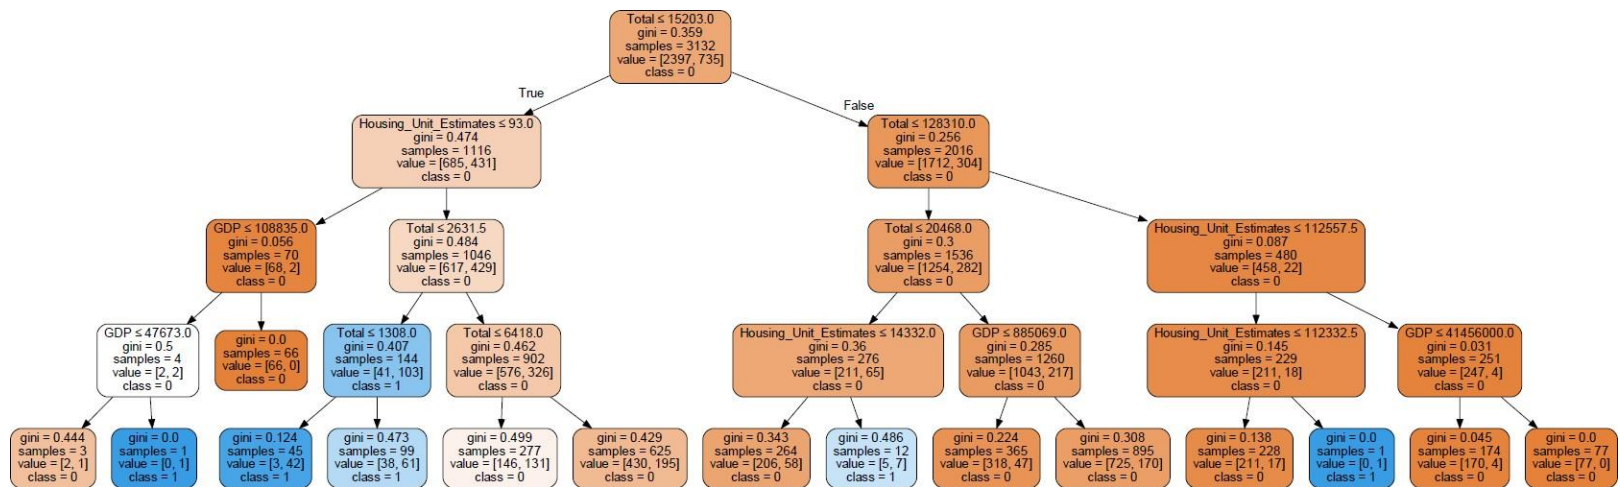 Total ≤ 15203.0
gini = 0.359
samples = 3132
value = [2397, 735]
class = 0
True
False
Housing_Unit_Estimates ≤ 93.0
gini = 0.474
samples = 1116
value = [685, 431]
class = 0
Total ≤ 128310.0
gini = 0.256
samples = 2016
value = [1712, 304]
class = 0
GDP ≤ 108835.0
gini = 0.056
samples = 70
value = [68, 2]
class = 0
Total ≤ 2631.5
gini = 0.484
samples = 1046
value = [617, 429]
class = 0
Total ≤ 20468.0
gini = 0.3
samples = 1536
value = [1254, 282]
class = 0
Housing_Unit_Estimates ≤ 112557.5
gini = 0.087
samples = 480
value = [458, 22]
class = 0
GDP ≤ 47673.0
gini = 0.5
samples = 4
value = [2, 2]
class = 0
gini = 0.0
samples = 66
value = [66, 0]
class = 0
Total ≤ 1308.0
gini = 0.407
samples = 144
value = [41, 103]
class = 1
Total ≤ 6418.0
gini = 0.462
samples = 902
value = [576, 326]
class = 0
Housing_Unit_Estimates ≤ 14332.0
gini = 0.36
samples = 276
value = [211, 65]
class = 0
GDP ≤ 885069.0
gini = 0.285
samples = 1260
value = [1043, 217]
class = 0
Housing_Unit_Estimates ≤ 112332.5
gini = 0.145
samples = 229
value = [211, 18]
class = 0
GDP ≤ 41456000.0
gini = 0.031
samples = 251
value = [247, 4]
class = 0
gini = 0.444
samples = 3
value = [2, 1]
class = 0
gini = 0.0
samples = 1
value = [0, 1]
class = 1
gini = 0.124
samples = 45
value = [3, 42]
class = 1
gini = 0.473
samples = 99
value = [38, 61]
class = 1
gini = 0.499
samples = 277
value = [146, 131]
class = 0
gini = 0.429
samples = 625
value = [430, 195]
class = 0
gini = 0.343
samples = 264
value = [206, 58]
class = 0
gini = 0.486
samples = 12
value = [5, 7]
class = 1
gini = 0.224
samples = 365
value = [318, 47]
class = 0
gini = 0.308
samples = 895
value = [725, 170]
class = 0
gini = 0.138
samples = 228
value = [211, 17]
class = 0
gini = 0.0
samples = 1
value = [0, 1]
class = 1
gini = 0.045
samples = 174
value = [170, 4]
class = 0
gini = 0.0
samples = 77
value = [77, 0]
class = 0